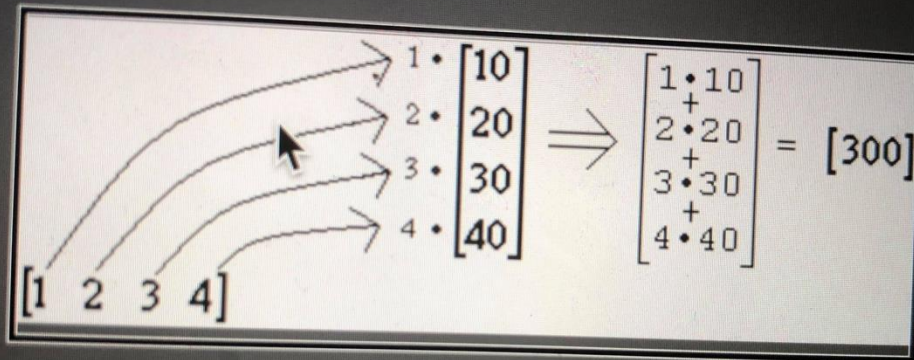 1 • [10] [1•10]
+
2 • [20] [2•20]
+ = [300]
3 • [30] [3•30]
+
4 • [40] [4•40]
[1 2 3 4]